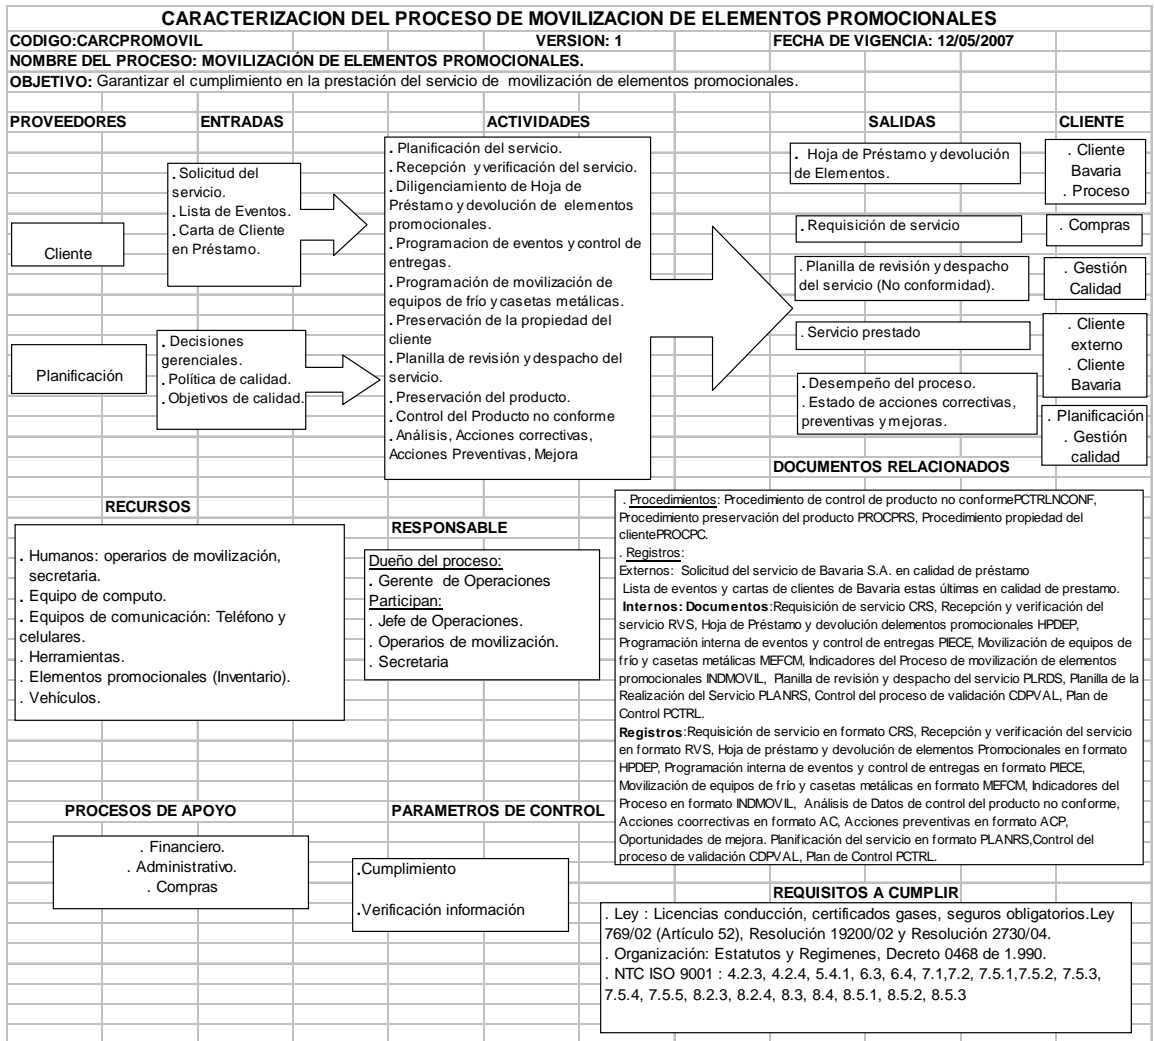 CARACTERIZACION DEL PROCESO DE MOVILIZACION DE ELEMENTOS PROMOCIONALES
CODIGO:CARCPROMOVIL VERSION: 1 FECHA DE VIGENCIA: 12/05/2007
NOMBRE DEL PROCESO: MOVILIZACIÓN DE ELEMENTOS PROMOCIONALES.
OBJETIVO: Garantizar el cumplimiento en la prestación del servicio de movilización de elementos promocionales.
PROVEEDORES ENTRADAS ACTIVIDADES SALIDAS CLIENTE
Cliente
Planificación
. Solicitud del
servicio.
. Lista de Eventos.
. Carta de Cliente
en Préstamo.
. Decisiones
gerenciales.
. Política de calidad.
. Objetivos de calidad.
. Planificación del servicio.
. Recepción y verificación del servicio.
. Diligenciamiento de Hoja de
Préstamo y devolución de elementos
promocionales.
. Programacion de eventos y control de
entregas.
. Programación de movilización de
equipos de frío y casetas metálicas.
. Preservación de la propiedad del
cliente
. Planilla de revisión y despacho del
servicio.
. Preservación del producto.
. Control del Producto no conforme
. Análisis, Acciones correctivas,
Acciones Preventivas, Mejora
. Hoja de Préstamo y devolución
de Elementos.
. Requisición de servicio
. Planilla de revisión y despacho
del servicio (No conformidad).
. Servicio prestado
. Desempeño del proceso.
. Estado de acciones correctivas,
preventivas y mejoras.
. Cliente
Bavaria
. Proceso
. Compras
. Gestión
Calidad
. Cliente
externo
. Cliente
Bavaria
. Planificación
. Gestión
calidad
RECURSOS
. Humanos: operarios de movilización,
secretaria.
. Equipo de computo.
. Equipos de comunicación: Teléfono y
celulares.
. Herramientas.
. Elementos promocionales (Inventario).
. Vehículos.
RESPONSABLE
Dueño del proceso:
. Gerente de Operaciones
Participan:
. Jefe de Operaciones.
. Operarios de movilización.
. Secretaria
DOCUMENTOS RELACIONADOS
. Procedimientos: Procedimiento de control de producto no conformePCTRLNCONF,
Procedimiento preservación del producto PROCPRS, Procedimiento propiedad del
clientePROCPC.
. Registros:
Externos: Solicitud del servicio de Bavaria S.A. en calidad de préstamo
Lista de eventos y cartas de clientes de Bavaria estas últimas en calidad de prestamo.
Internos: Documentos:Requisición de servicio CRS, Recepción y verificación del
servicio RVS, Hoja de Préstamo y devolución delementos promocionales HPDEP,
Programación interna de eventos y control de entregas PIECE, Movilización de equipos de
frío y casetas metálicas MEFCM, Indicadores del Proceso de movilización de elementos
promocionales INDMOVIL, Planilla de revisión y despacho del servicio PLRDS, Planilla de la
Realización del Servicio PLANRS, Control del proceso de validación CDPVAL, Plan de
Control PCTRL.
Registros:Requisición de servicio en formato CRS, Recepción y verificación del servicio
en formato RVS, Hoja de préstamo y devolución de elementos Promocionales en formato
HPDEP, Programación interna de eventos y control de entregas en formato PIECE,
Movilización de equipos de frío y casetas metálicas en formato MEFCM, Indicadores del
Proceso en formato INDMOVIL, Análisis de Datos de control del producto no conforme,
Acciones coorrectivas en formato AC, Acciones preventivas en formato ACP,
Oportunidades de mejora. Planificación del servicio en formato PLANRS,Control del
proceso de validación CDPVAL, Plan de Control PCTRL.
PROCESOS DE APOYO
. Financiero.
. Administrativo.
. Compras
PARAMETROS DE CONTROL
.Cumplimiento
.Verificación información
REQUISITOS A CUMPLIR
. Ley : Licencias conducción, certificados gases, seguros obligatorios.Ley
769/02 (Artículo 52), Resolución 19200/02 y Resolución 2730/04.
. Organización: Estatutos y Regimenes, Decreto 0468 de 1.990.
. NTC ISO 9001 : 4.2.3, 4.2.4, 5.4.1, 6.3, 6.4, 7.1,7.2, 7.5.1,7.5.2, 7.5.3,
7.5.4, 7.5.5, 8.2.3, 8.2.4, 8.3, 8.4, 8.5.1, 8.5.2, 8.5.3